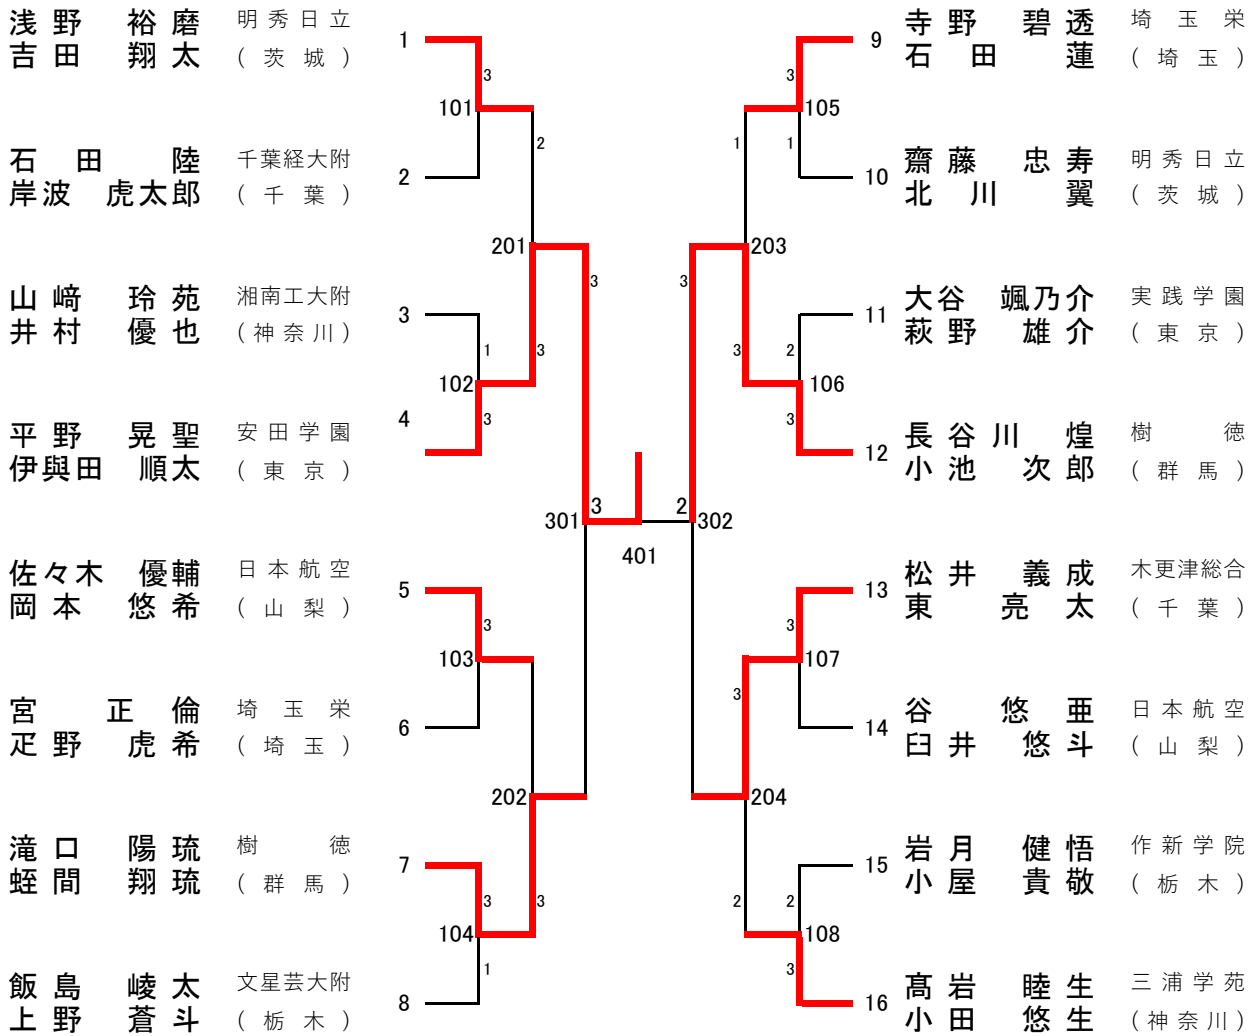 浅野 裕磨 明秀日立
吉田 翔太 (茨城)
1
石田 陸 千葉経大附
岸波 虎太郎 (千葉)
2
山﨑 玲苑 湘南工大附
井村 優也 (神奈川)
3
平野 晃聖 安田学園
伊與田 順太 (東京)
4
佐々木 優輔 日本航空
岡本 悠希 (山梨)
5
宮 正倫 埼玉栄
疋野 虎希 (埼玉)
6
滝口 陽琉 樹徳
蛭間 翔琉 (群馬)
7
飯島 崚太 文星芸大附
上野 蒼斗 (栃木)
8
3
101
2
201
3
1
3
102
3
301
3
401
2
302
3
103
202
3
3
104
1
9
寺野 碧透 埼玉栄
石田 蓮 (埼玉)
10
齋藤 忠寿 明秀日立
北川 翼 (茨城)
11
大谷 颯乃介 実践学園
萩野 雄介 (東京)
12
長谷川 煌 樹徳
小池 次郎 (群馬)
13
松井 義成 木更津総合
東 亮太 (千葉)
14
谷 悠亜 日本航空
臼井 悠斗 (山梨)
15
岩月 健悟 作新学院
小屋 貴敬 (栃木)
16
髙岩 睦生 三浦学苑
小田 悠生 (神奈川)
3
105
1
1
203
3
3
2
106
3
3
107
3
204
2
2
108
3